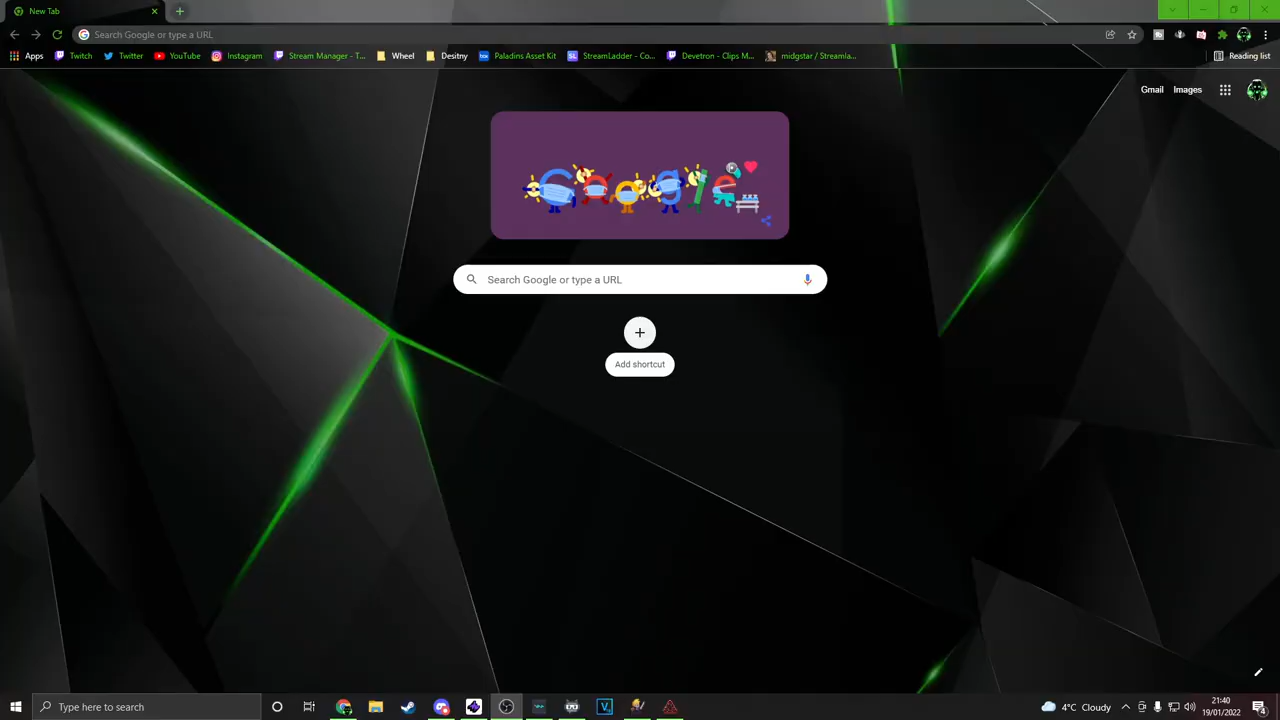 New Tab
Search Google or type a URL
Apps
Twitch
Twitter
YouTube
Instagram
Stream Manager - T...
Wheel
Desitny
Paladins Asset Kit
StreamLadder - Co...
Devetron - Clips M...
midgstar / Streamla...
Reading list
Gmail
Images
Google
Search Google or type a URL
Add shortcut
Type here to search
4°C Cloudy
21:40
19/01/2022